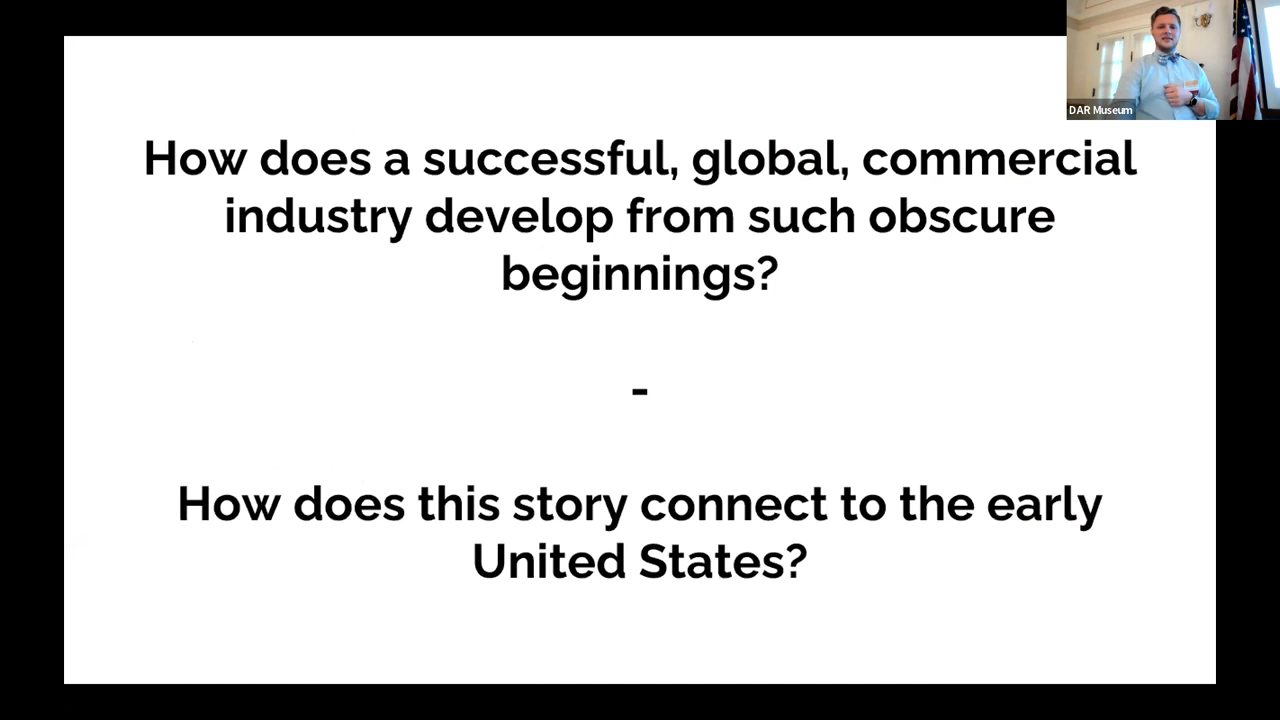 How does a successful, global, commercial
industry develop from such obscure
beginnings?
-
How does this story connect to the early
United States?
DAR Museum